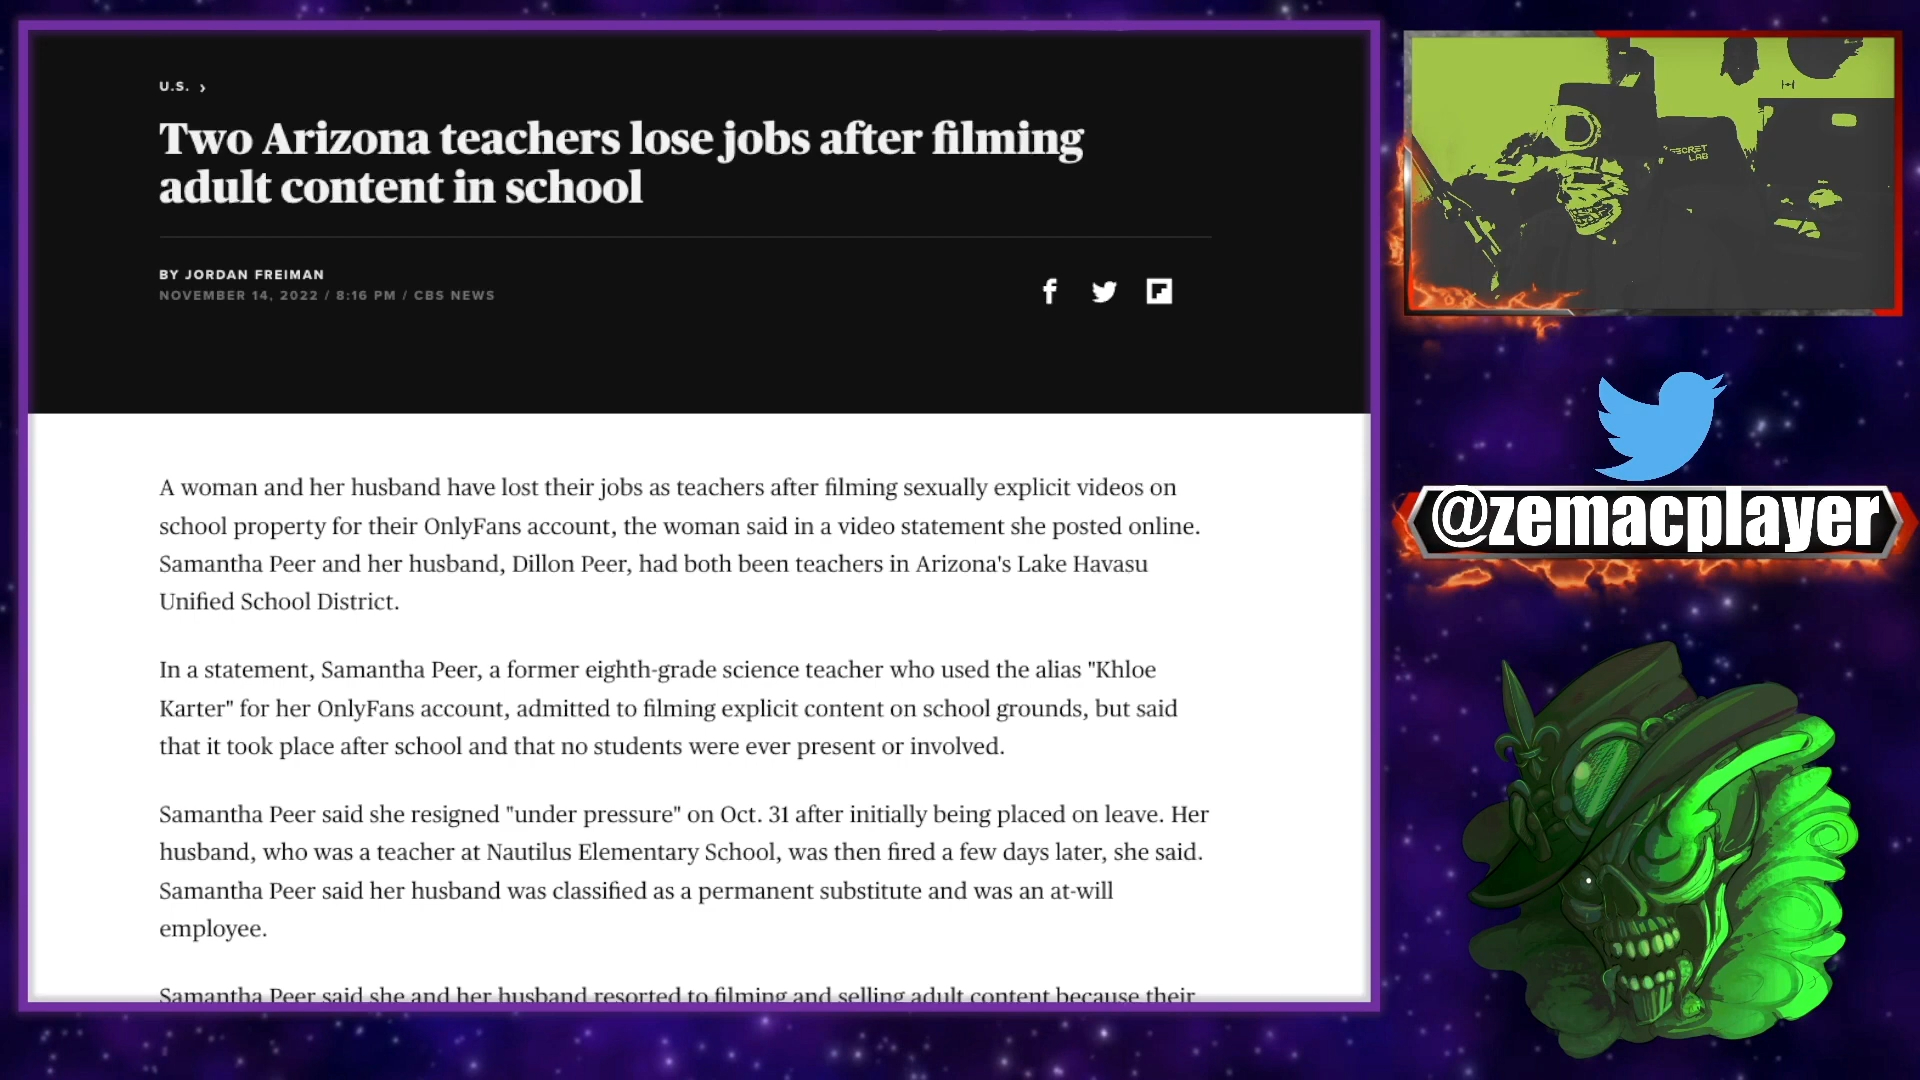 U.S. ›
Two Arizona teachers lose jobs after filming
adult content in school
BY JORDAN FREIMAN
NOVEMBER 14, 2022 / 8:16 PM / CBS NEWS
A woman and her husband have lost their jobs as teachers after filming sexually explicit videos on
school property for their OnlyFans account, the woman said in a video statement she posted online.
Samantha Peer and her husband, Dillon Peer, had both been teachers in Arizona's Lake Havasu
Unified School District.
In a statement, Samantha Peer, a former eighth-grade science teacher who used the alias "Khloe
Karter" for her OnlyFans account, admitted to filming explicit content on school grounds, but said
that it took place after school and that no students were ever present or involved.
Samantha Peer said she resigned "under pressure" on Oct. 31 after initially being placed on leave. Her
husband, who was a teacher at Nautilus Elementary School, was then fired a few days later, she said.
Samantha Peer said her husband was classified as a permanent substitute and was an at-will
employee.
Samantha Peer said she and her husband resorted to filming and selling adult content because their
SECRET
LAB
@zemacplayer